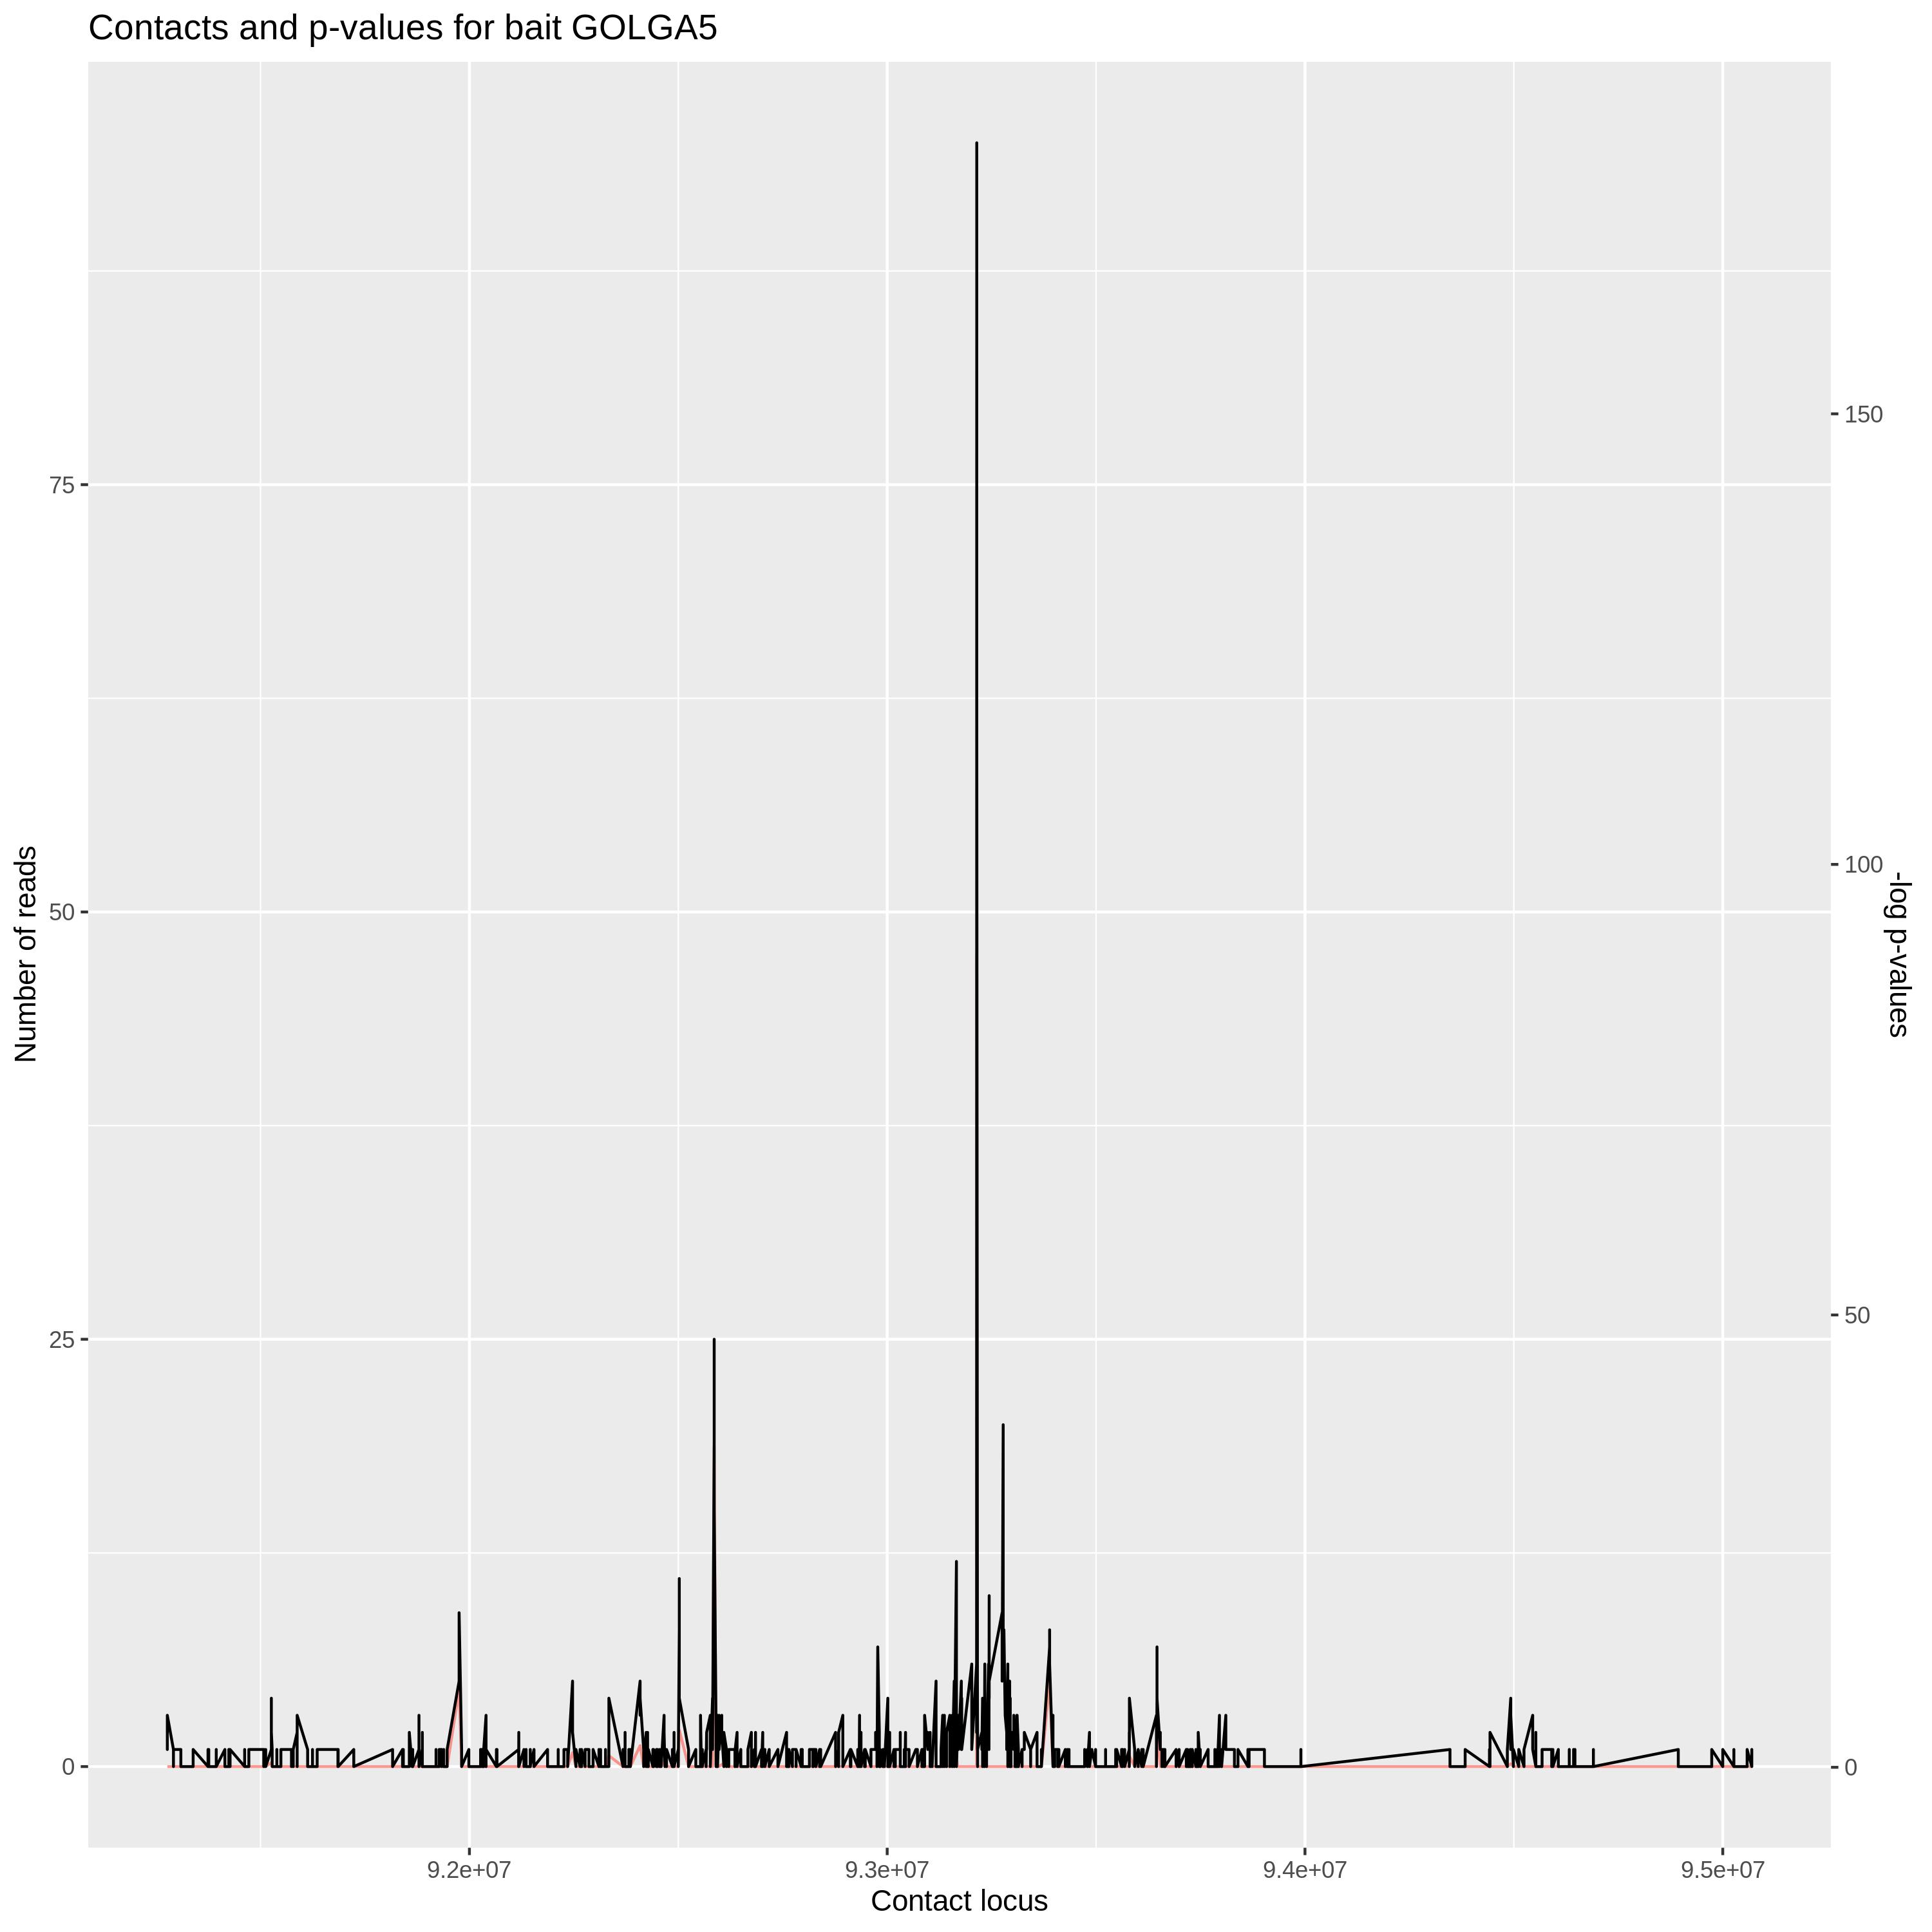 Contacts and p-values for bait GOLGA5
75
50
25
0
Number of reads
150
100
50
0
-log p-values
9.2e+07 9.3e+07 9.4e+07 9.5e+07
Contact locus